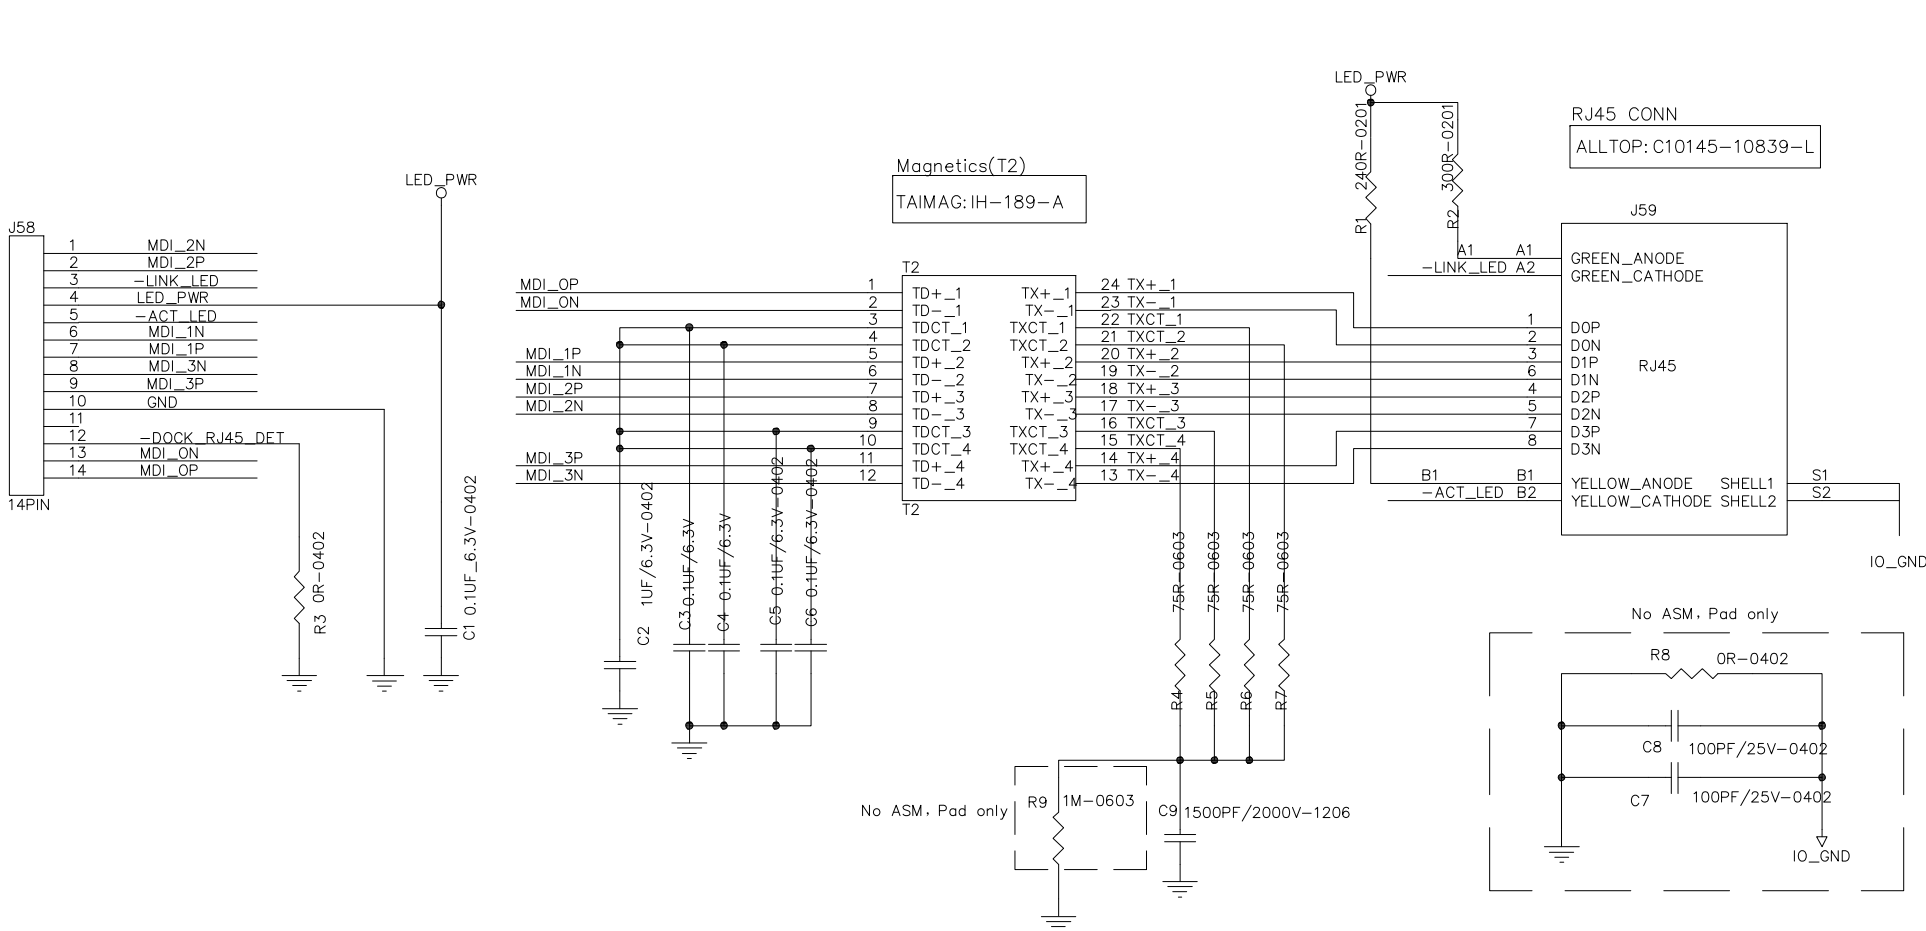 LED_PWR
RJ45 CONN
ALLTOP:C10145-10839-L
Magnetics(T2)
TAIMAG:IH-189-A
LED_PWR
J58
1 MDI_2N
2 MDI_2P
3 -LINK_LED
4 LED_PWR
5 -ACT_LED
6 MDI_1N
7 MDI_1P
8 MDI_3N
9 MDI_3P
10 GND
11
12 -DOCK_RJ45_DET
13 MDI_ON
14 MDI_OP
14PIN
R3 0R-0402
C1 0.1UF_6.3V-0402
T2
MDI_OP 1 TD+_1 TX+_1 24 TX+_1
MDI_ON 2 TD-_1 TX-_1 23 TX-_1
3 TDCT_1 TXCT_1 22 TXCT_1
4 TDCT_2 TXCT_2 21 TXCT_2
MDI_1P 5 TD+_2 TX+_2 20 TX+_2
MDI_1N 6 TD-_2 TX-_2 19 TX-_2
MDI_2P 7 TD+_3 TX+_3 18 TX+_3
MDI_2N 8 TD-_3 TX-_3 17 TX-_3
9 TDCT_3 TXCT_3 16 TXCT_3
10 TDCT_4 TXCT_4 15 TXCT_4
MDI_3P 11 TD+_4 TX+_4 14 TX+_4
MDI_3N 12 TD-_4 TX-_4 13 TX-_4
T2
C2 1UF/6.3V-0402
C3 0.1UF/6.3V
C4 0.1UF/6.3V
C5 0.1UF/6.3V-0402
C6 0.1UF/6.3V-0402
R4 75R-0603
R5 75R-0603
R6 75R-0603
R7 75R-0603
R1 240R-0201
R2 300R-0201
J59
A1 A1 GREEN_ANODE
-LINK_LED A2 GREEN_CATHODE
1 D0P
2 D0N
3 D1P
RJ45
6 D1N
4 D2P
5 D2N
7 D3P
8 D3N
B1 B1 YELLOW_ANODE SHELL1 S1
-ACT_LED B2 YELLOW_CATHODE SHELL2 S2
IO_GND
No ASM, Pad only
R8 0R-0402
C8 100PF/25V-0402
C7 100PF/25V-0402
IO_GND
No ASM, Pad only
R9 1M-0603
C9 1500PF/2000V-1206